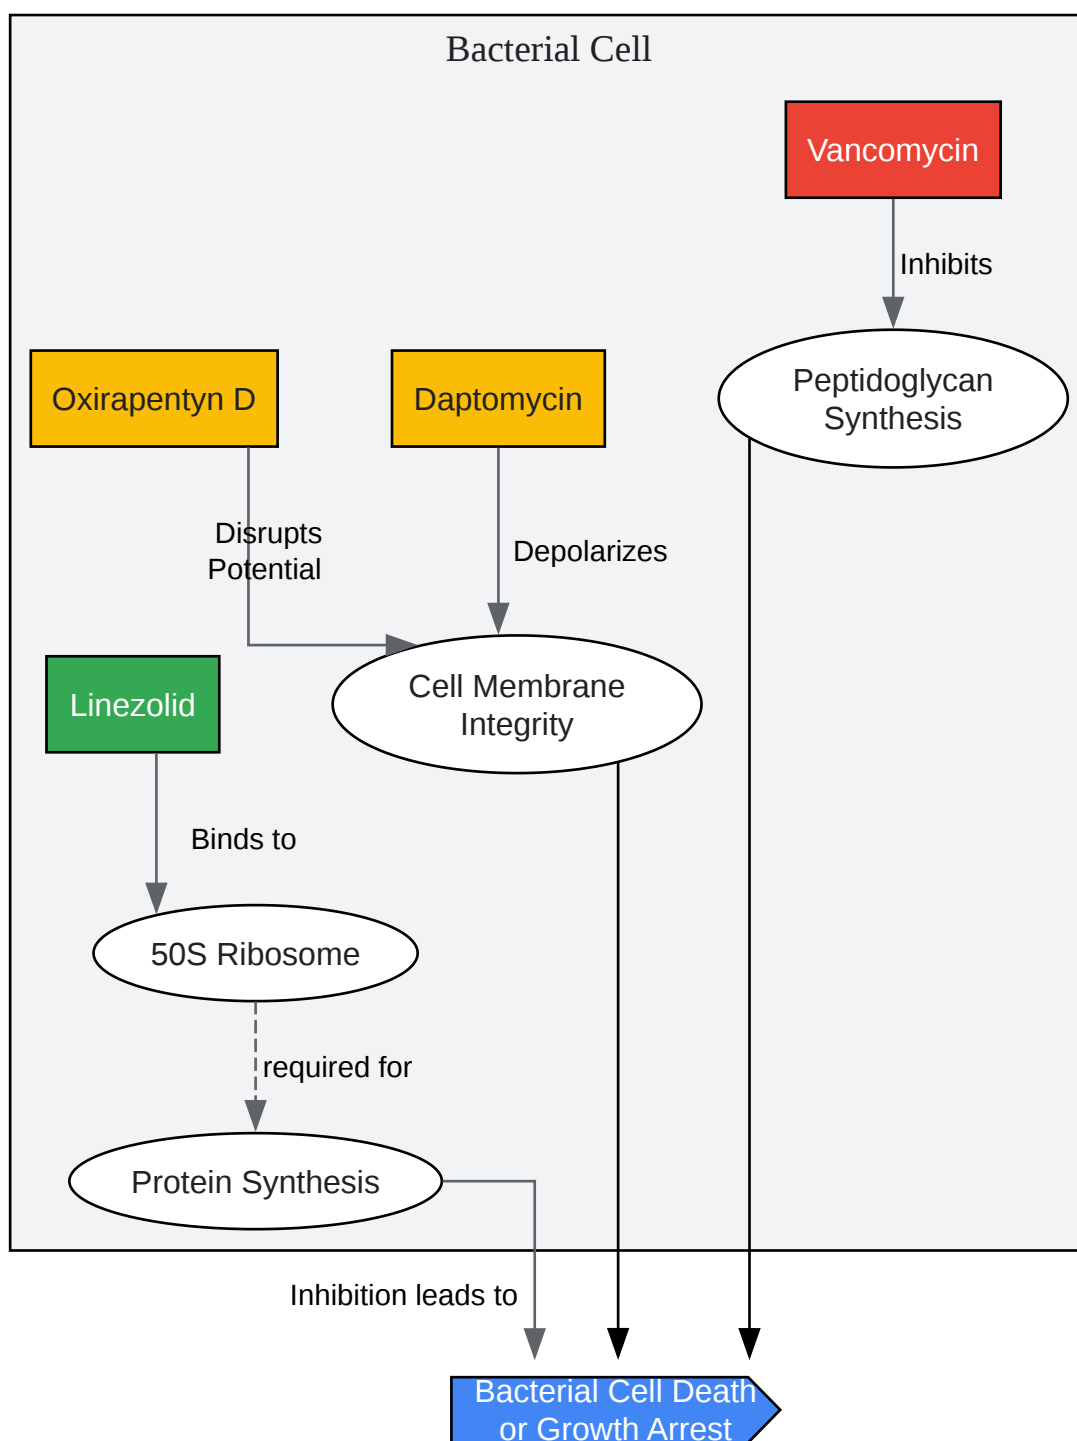 Bacterial Cell
Vancomycin
Inhibits
Peptidoglycan
Synthesis
Oxirapentyn D
Daptomycin
Disrupts
Potential
Depolarizes
Cell Membrane
Integrity
Linezolid
Binds to
50S Ribosome
required for
Protein Synthesis
Inhibition leads to
Bacterial Cell Death
or Growth Arrest